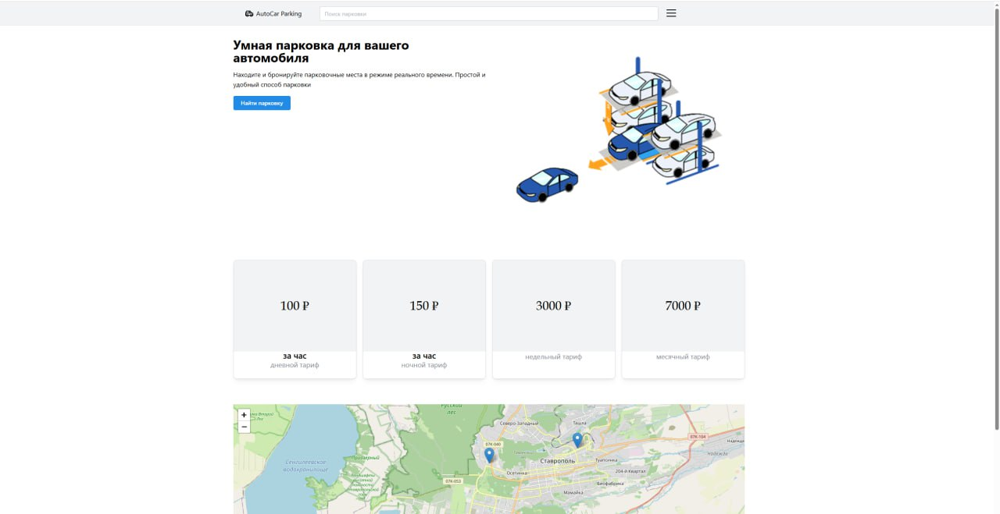 AutoCar Parking
Поиск парковки
Умная парковка для вашего
автомобиля
Находите и бронируйте парковочные места в режиме реального времени. Простой и
удобный способ парковки
Найти парковку
100 ₽
150 ₽
3000 ₽
7000 ₽
за час
дневной тариф
за час
ночной тариф
недельный тариф
месячный тариф
+
−
Русский
лес
Северо-Западный
Ташла
07К-040
07К-104
Надежда
Надежда
Сенгилеевское
водохранилище
Ставрополь
Туапсинка
Осетинка
204-й Квартал
07К-053
Биофабрика
Мамайка